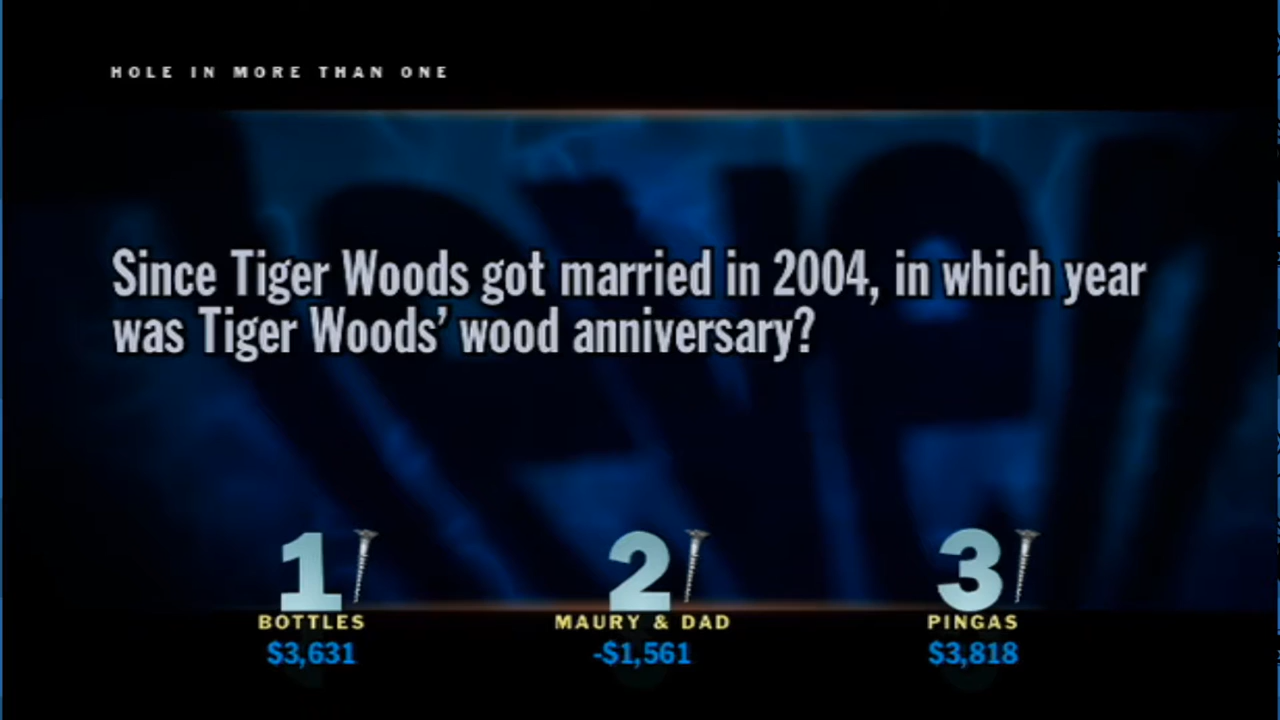 HOLE IN MORE THAN ONE
Since Tiger Woods got married in 2004, in which year
was Tiger Woods’ wood anniversary?
1 2 3
BOTTLES MAURY & DAD PINGAS
$3,631 -$1,561 $3,818